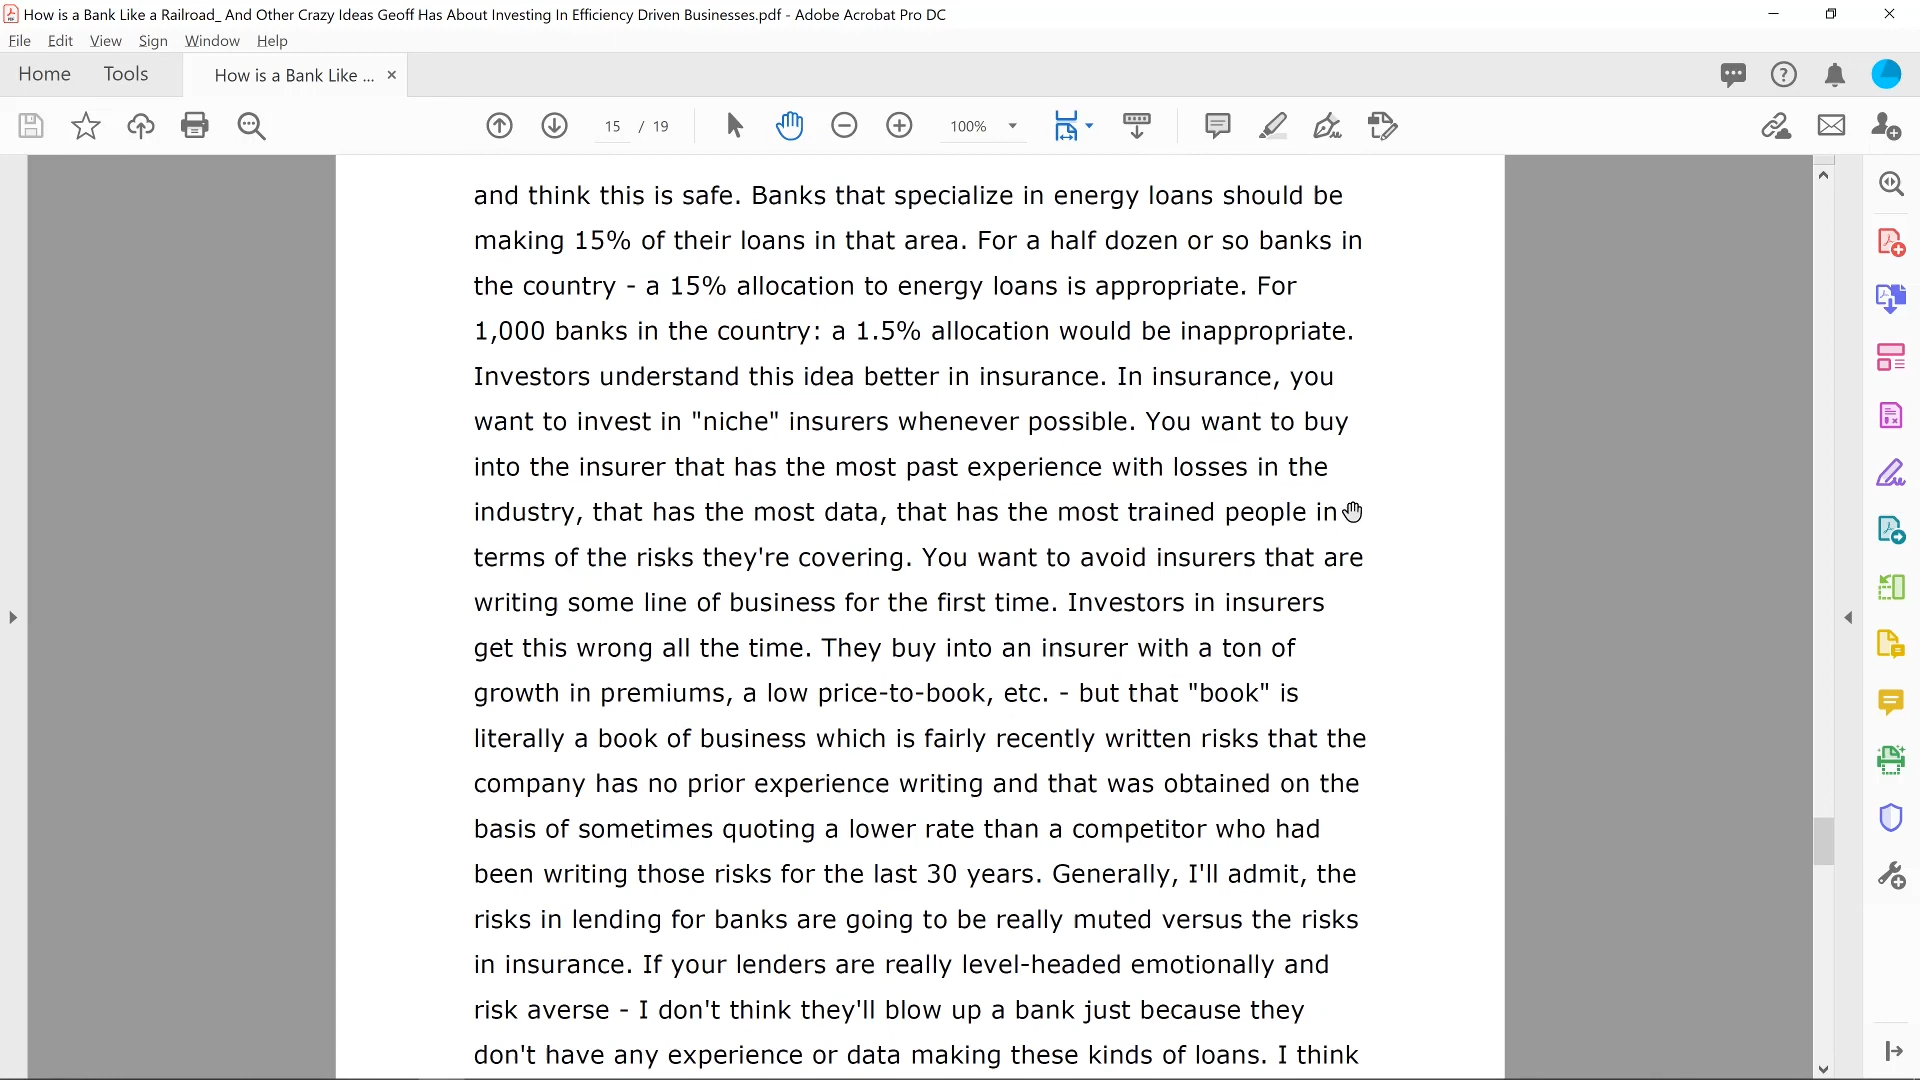 How is a Bank Like a Railroad_ And Other Crazy Ideas Geoff Has About Investing In Efficiency Driven Businesses.pdf - Adobe Acrobat Pro DC
File Edit View Sign Window Help
Home Tools How is a Bank Like ... ×
15 / 19 100%
and think this is safe. Banks that specialize in energy loans should be
making 15% of their loans in that area. For a half dozen or so banks in
the country - a 15% allocation to energy loans is appropriate. For
1,000 banks in the country: a 1.5% allocation would be inappropriate.
Investors understand this idea better in insurance. In insurance, you
want to invest in "niche" insurers whenever possible. You want to buy
into the insurer that has the most past experience with losses in the
industry, that has the most data, that has the most trained people in
terms of the risks they're covering. You want to avoid insurers that are
writing some line of business for the first time. Investors in insurers
get this wrong all the time. They buy into an insurer with a ton of
growth in premiums, a low price-to-book, etc. - but that "book" is
literally a book of business which is fairly recently written risks that the
company has no prior experience writing and that was obtained on the
basis of sometimes quoting a lower rate than a competitor who had
been writing those risks for the last 30 years. Generally, I'll admit, the
risks in lending for banks are going to be really muted versus the risks
in insurance. If your lenders are really level-headed emotionally and
risk averse - I don't think they'll blow up a bank just because they
don't have any experience or data making these kinds of loans. I think